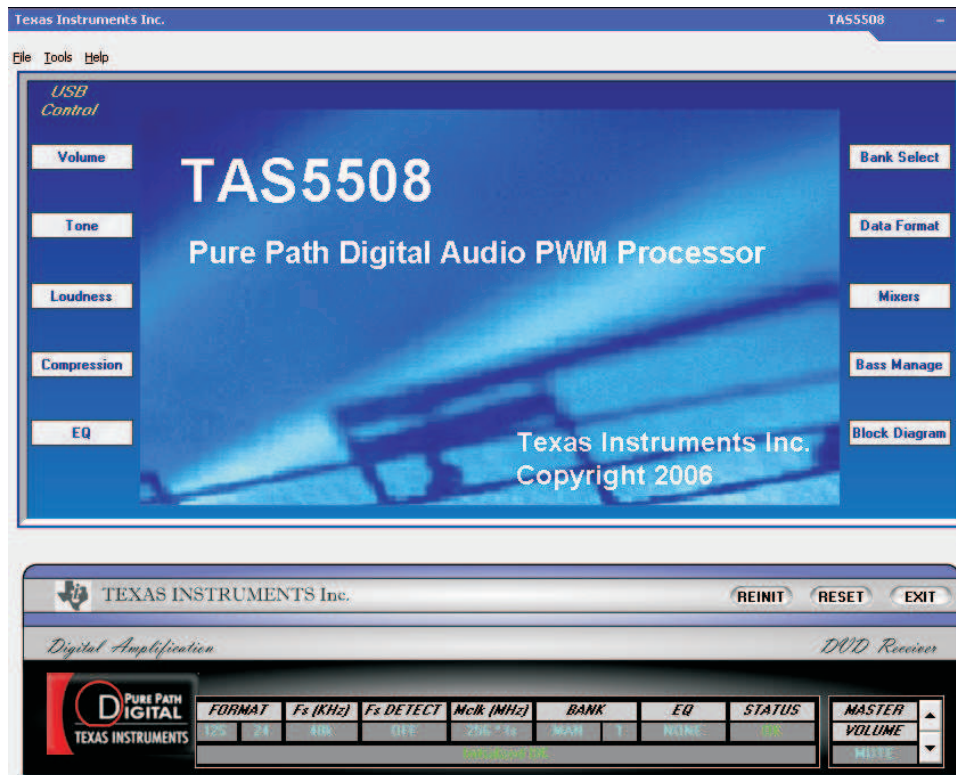 Texas Instruments Inc. TAS5508 –
File Tools Help
USB
Control
Volume
Tone
Loudness
Compression
EQ
TAS5508
Pure Path Digital Audio PWM Processor
Texas Instruments Inc.
Copyright 2006
Bank Select
Data Format
Mixers
Bass Manage
Block Diagram
TEXAS INSTRUMENTS Inc. REINIT RESET EXIT
Digital Amplification DVD Receiver
PURE PATH
DIGITAL
TEXAS INSTRUMENTS
FORMAT Fs (KHz) Fs DETECT Mclk (MHz) BANK EQ STATUS
24 48k OFF 256 * fs MAN 1 NONE
MASTER
VOLUME
MUTE